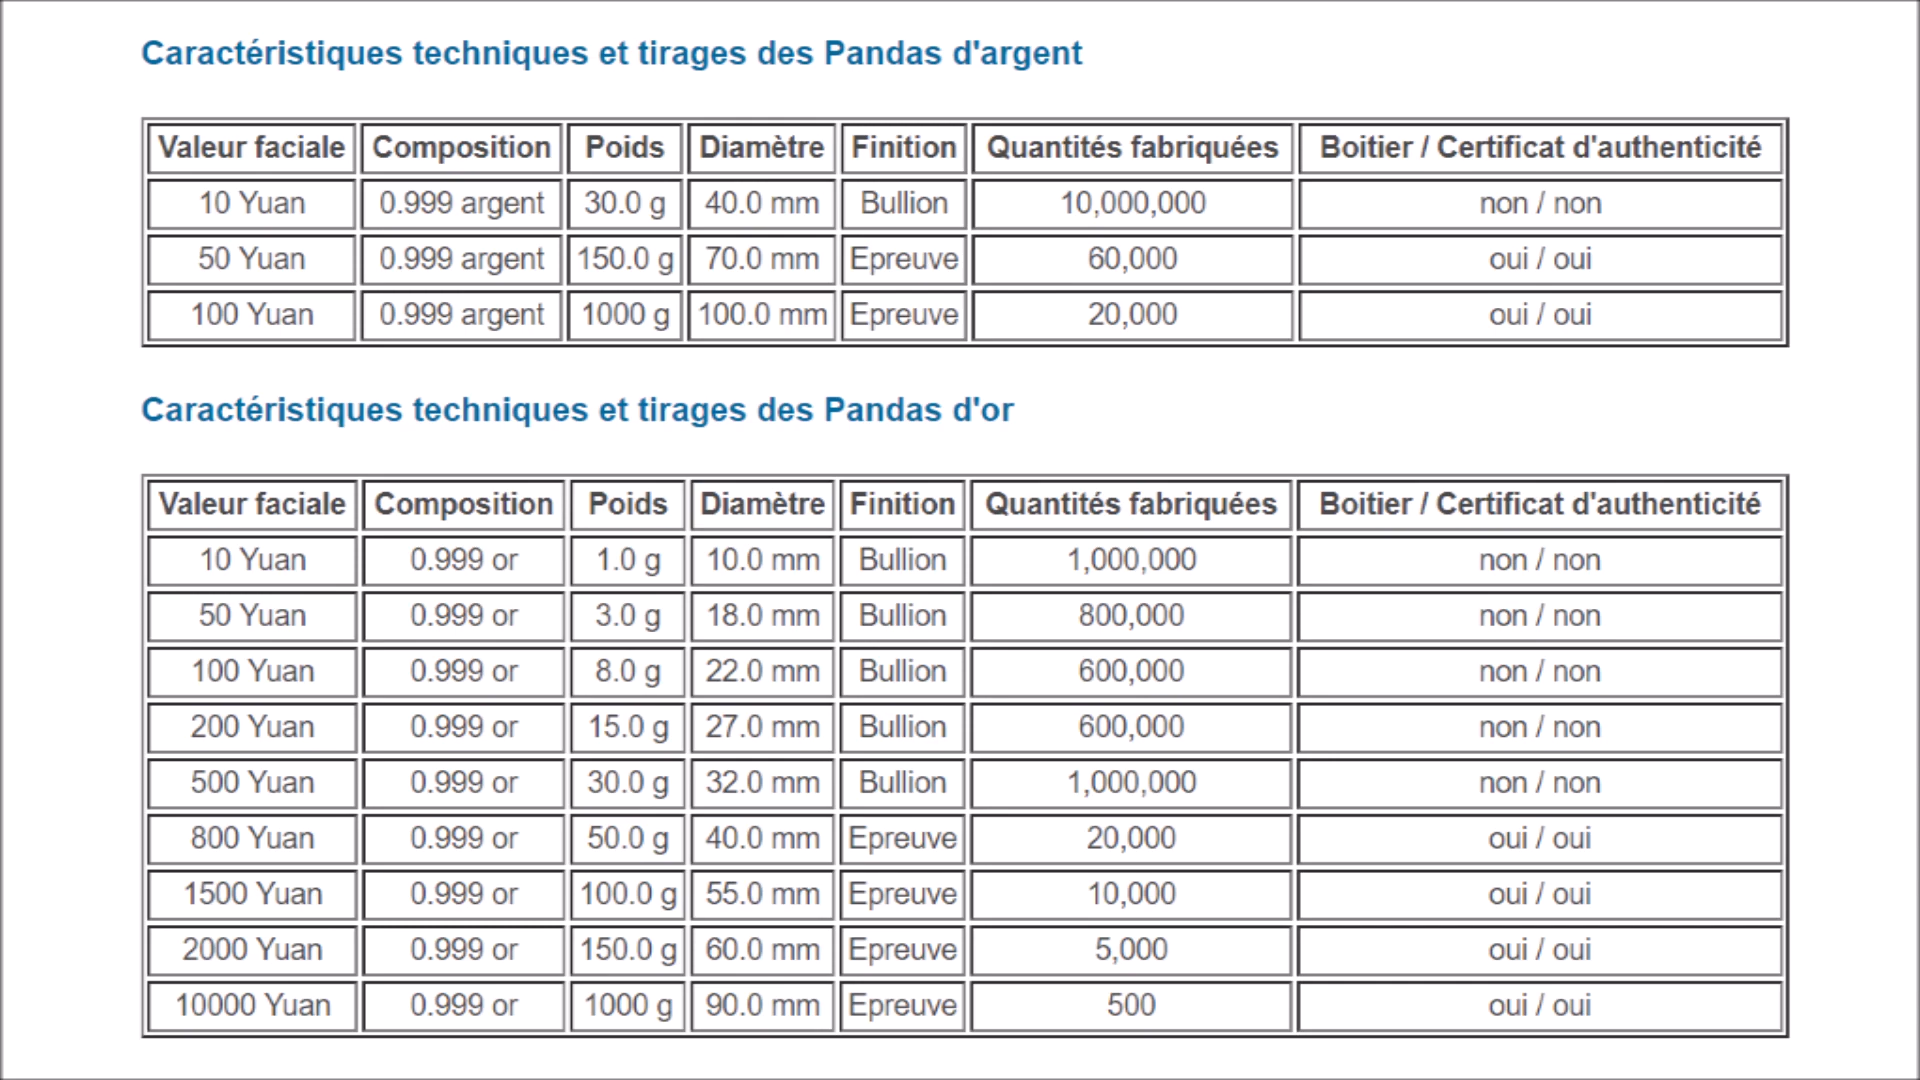 Caractéristiques techniques et tirages des Pandas d'argent
Valeur faciale Composition Poids Diamètre Finition Quantités fabriquées Boitier / Certificat d'authenticité
10 Yuan 0.999 argent 30.0 g 40.0 mm Bullion 10,000,000 non / non
50 Yuan 0.999 argent 150.0 g 70.0 mm Epreuve 60,000 oui / oui
100 Yuan 0.999 argent 1000 g 100.0 mm Epreuve 20,000 oui / oui
Caractéristiques techniques et tirages des Pandas d'or
Valeur faciale Composition Poids Diamètre Finition Quantités fabriquées Boitier / Certificat d'authenticité
10 Yuan 0.999 or 1.0 g 10.0 mm Bullion 1,000,000 non / non
50 Yuan 0.999 or 3.0 g 18.0 mm Bullion 800,000 non / non
100 Yuan 0.999 or 8.0 g 22.0 mm Bullion 600,000 non / non
200 Yuan 0.999 or 15.0 g 27.0 mm Bullion 600,000 non / non
500 Yuan 0.999 or 30.0 g 32.0 mm Bullion 1,000,000 non / non
800 Yuan 0.999 or 50.0 g 40.0 mm Epreuve 20,000 oui / oui
1500 Yuan 0.999 or 100.0 g 55.0 mm Epreuve 10,000 oui / oui
2000 Yuan 0.999 or 150.0 g 60.0 mm Epreuve 5,000 oui / oui
10000 Yuan 0.999 or 1000 g 90.0 mm Epreuve 500 oui / oui